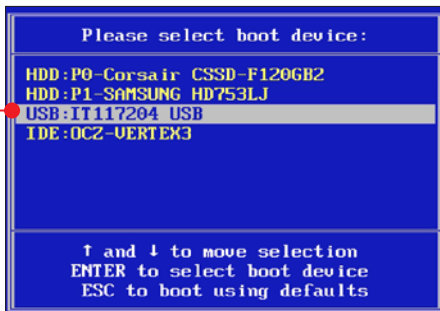 Please select boot device:
HDD:P0-Corsair CSSD-F120GB2
HDD:P1-SAMSUNG HD753LJ
USB:IT117204 USB
IDE:OCZ-VERTEX3
↑ and ↓ to move selection
ENTER to select boot device
ESC to boot using defaults